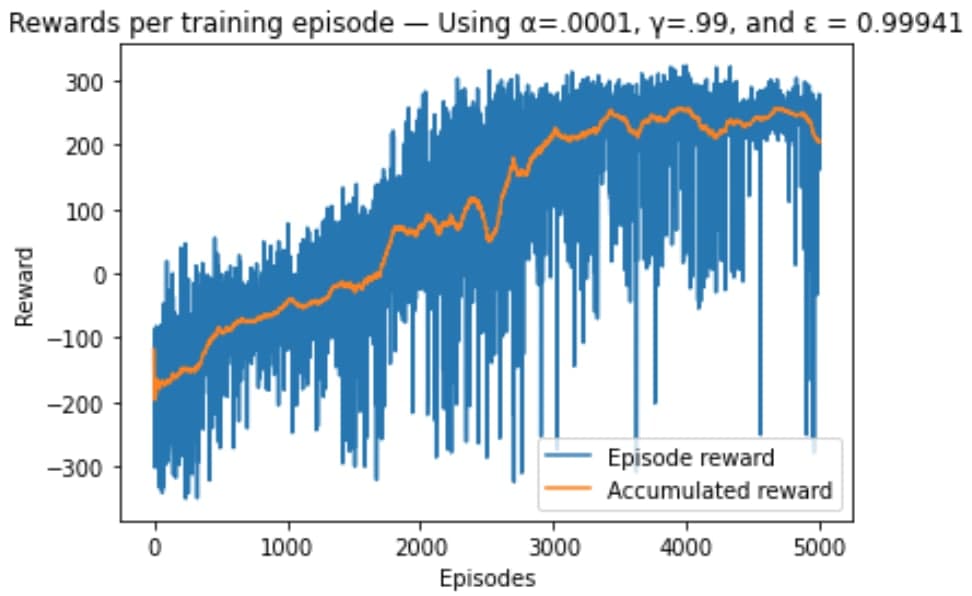 Rewards per training episode — Using α=.0001, γ=.99, and ε = 0.99941
300
200
100
0
−100
−200
−300
Reward
Episode reward
Accumulated reward
0 1000 2000 3000 4000 5000
Episodes